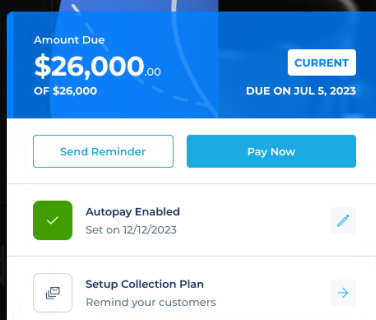 Amount Due
$26,000.00
CURRENT
OF $26,000
DUE ON JUL 5, 2023
Send Reminder
Pay Now
Autopay Enabled
Set on 12/12/2023
Setup Collection Plan
Remind your customers